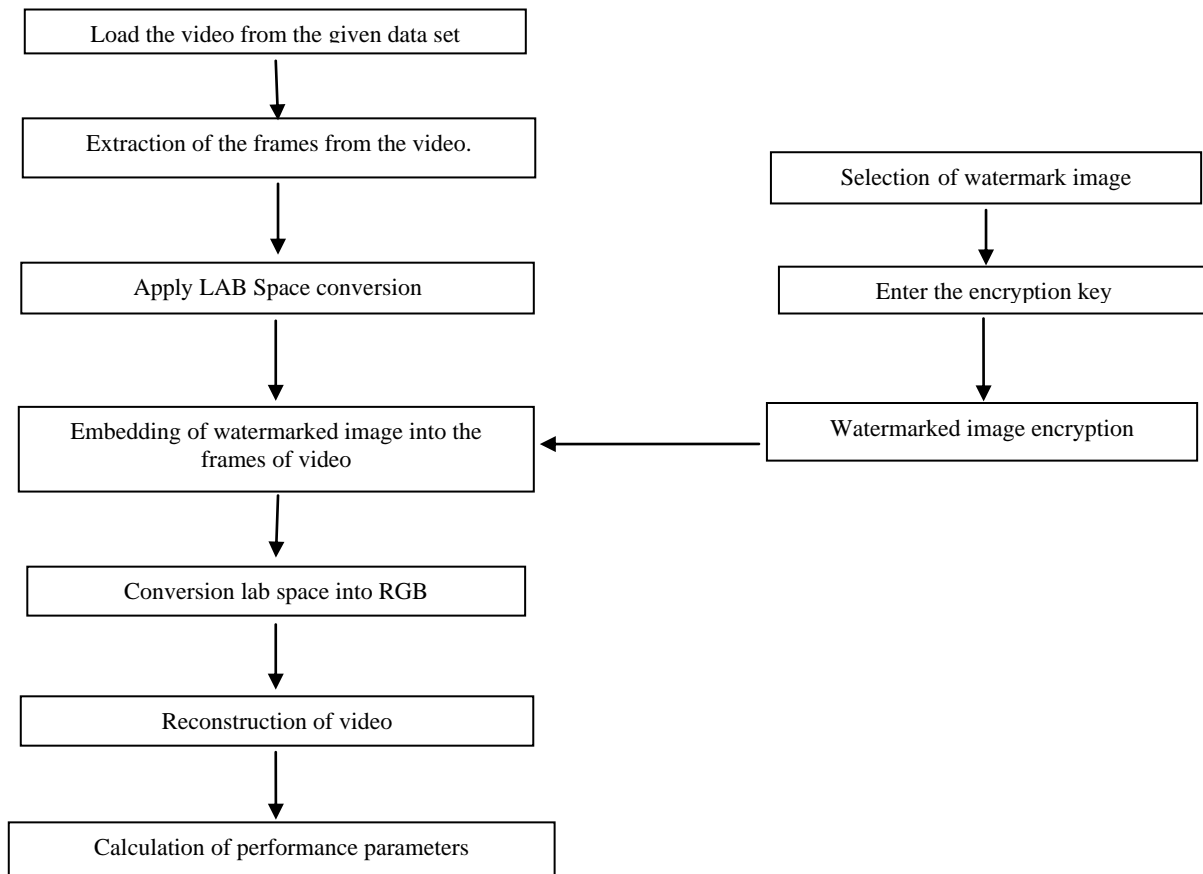 Load the video from the given data set
Extraction of the frames from the video.
Apply LAB Space conversion
Embedding of watermarked image into the
frames of video
Conversion lab space into RGB
Reconstruction of video
Calculation of performance parameters
Selection of watermark image
Enter the encryption key
Watermarked image encryption